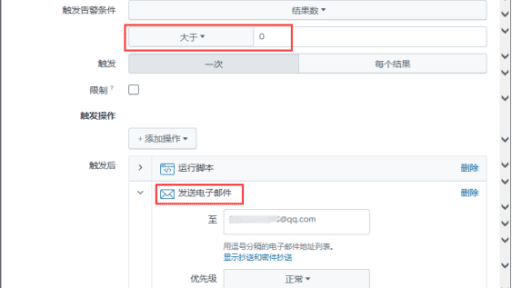 触发告警条件 结果数
大于 0
触发 一次 每个结果
限制 ?
触发操作
+添加操作
触发后 运行脚本 删除
发送电子邮件 删除
至 @qq.com
用逗号分隔的电子邮件地址列表。
显示抄送和密件抄送
优先级 正常